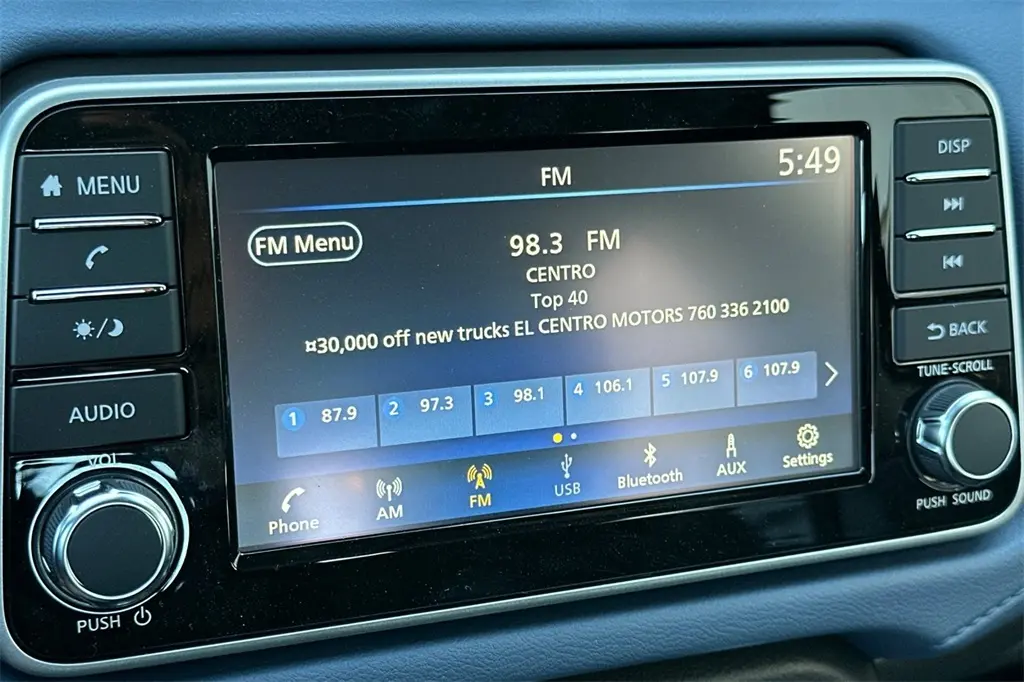 FM
5:49
MENU
FM Menu
98.3 FM
CENTRO
Top 40
¤30,000 off new trucks EL CENTRO MOTORS 760 336 2100
1 87.9
2 97.3
3 98.1
4 106.1
5 107.9
6 107.9
Phone
AM
FM
USB
Bluetooth
AUX
Settings
AUDIO
VOL
PUSH
DISP
BACK
TUNE-SCROLL
PUSH SOUND